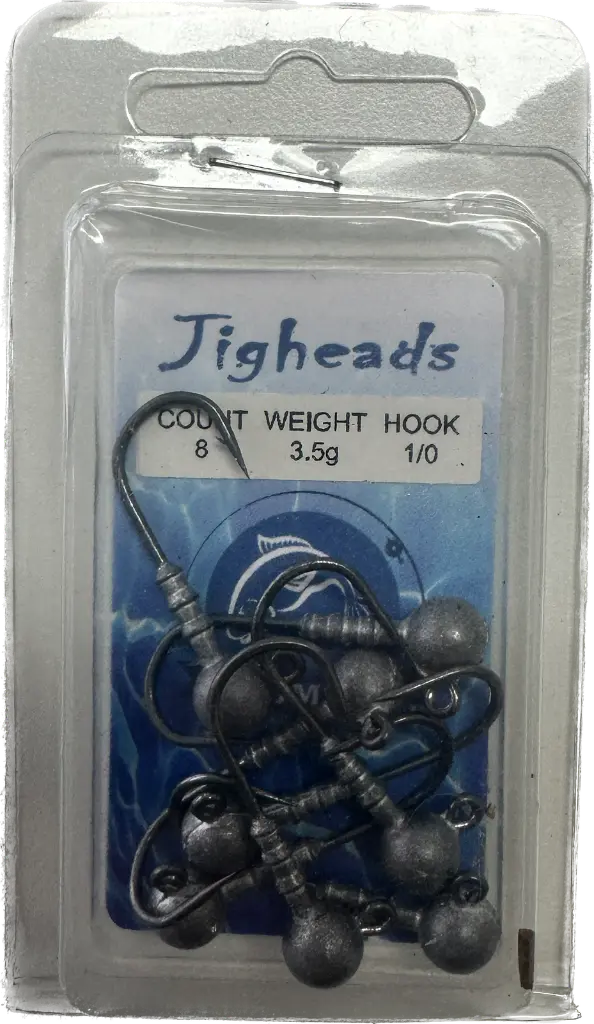 Jigheads
COUNT WEIGHT HOOK
8 3.5g 1/0